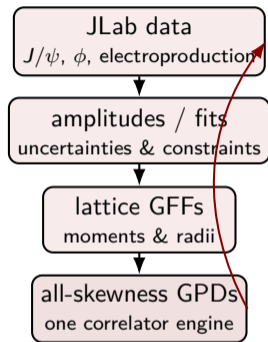 JLab data
J/ψ, ϕ, electroproduction
amplitudes / fits
uncertainties & constraints
lattice GFFs
moments & radii
all-skewness GPDs
one correlator engine